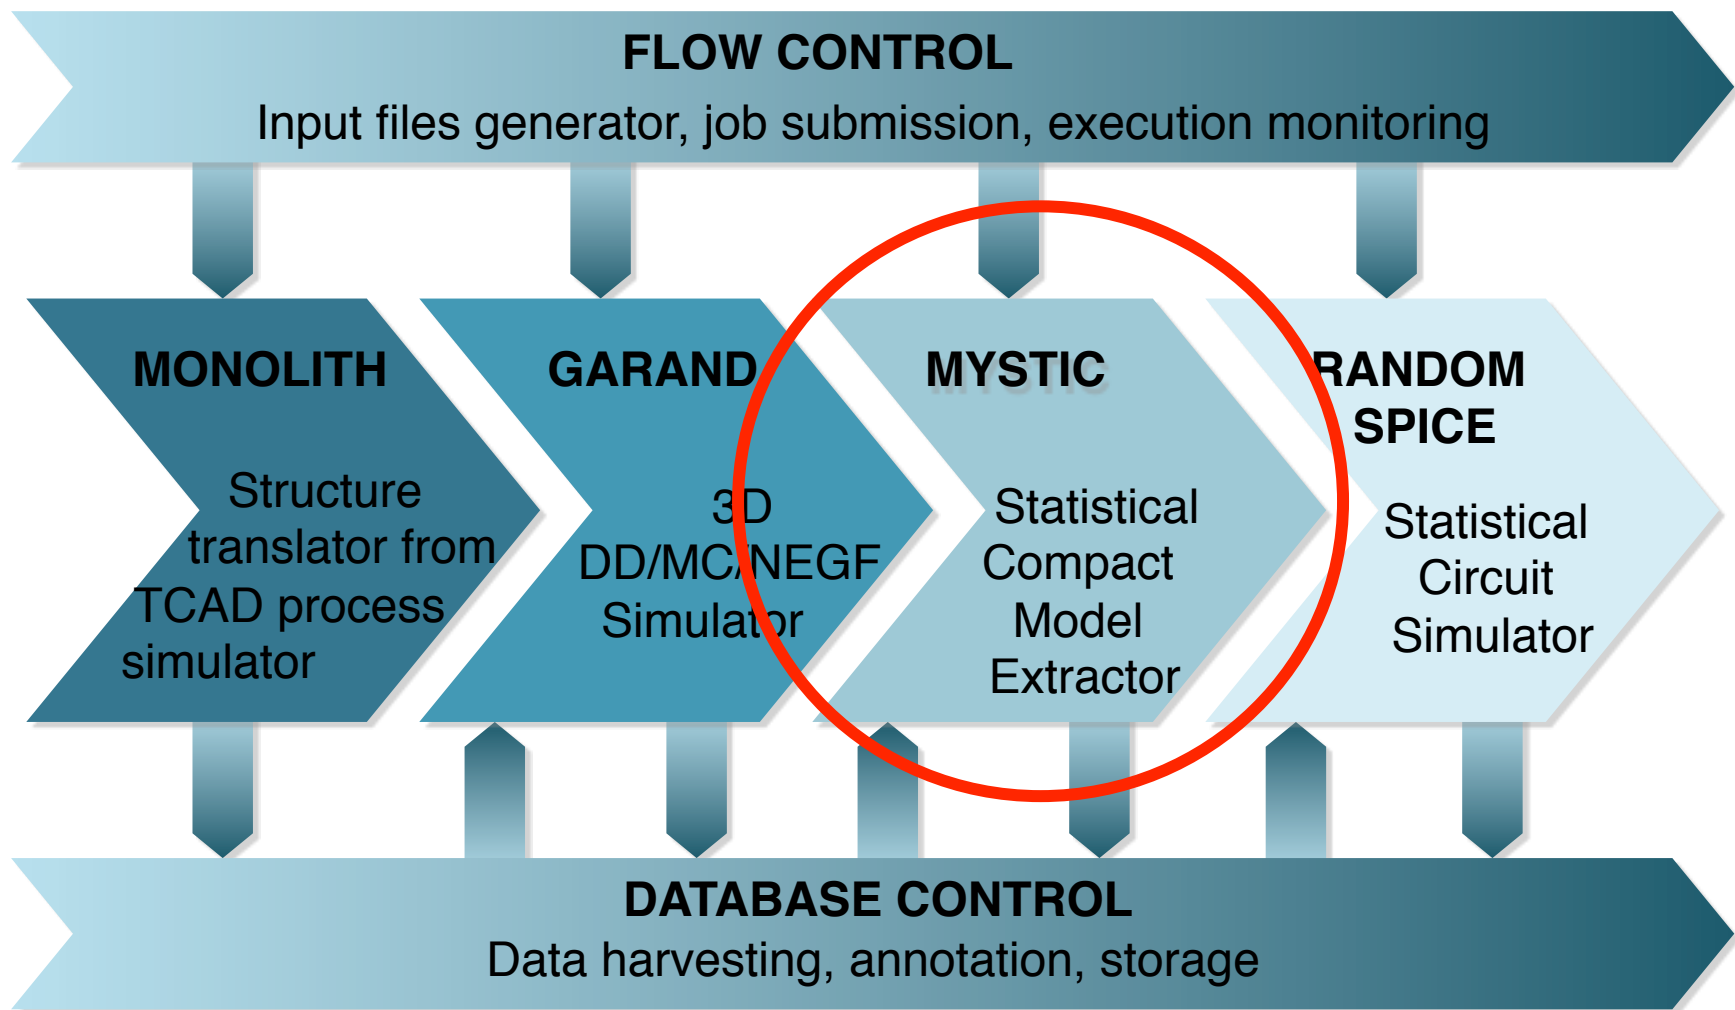 FLOW CONTROL
Input files generator, job submission, execution monitoring
MONOLITH
Structure
translator from
TCAD process
simulator
GARAND
3D
DD/MC/NEGF
Simulator
MYSTIC
Statistical
Compact
Model
Extractor
RANDOM
SPICE
Statistical
Circuit
Simulator
DATABASE CONTROL
Data harvesting, annotation, storage